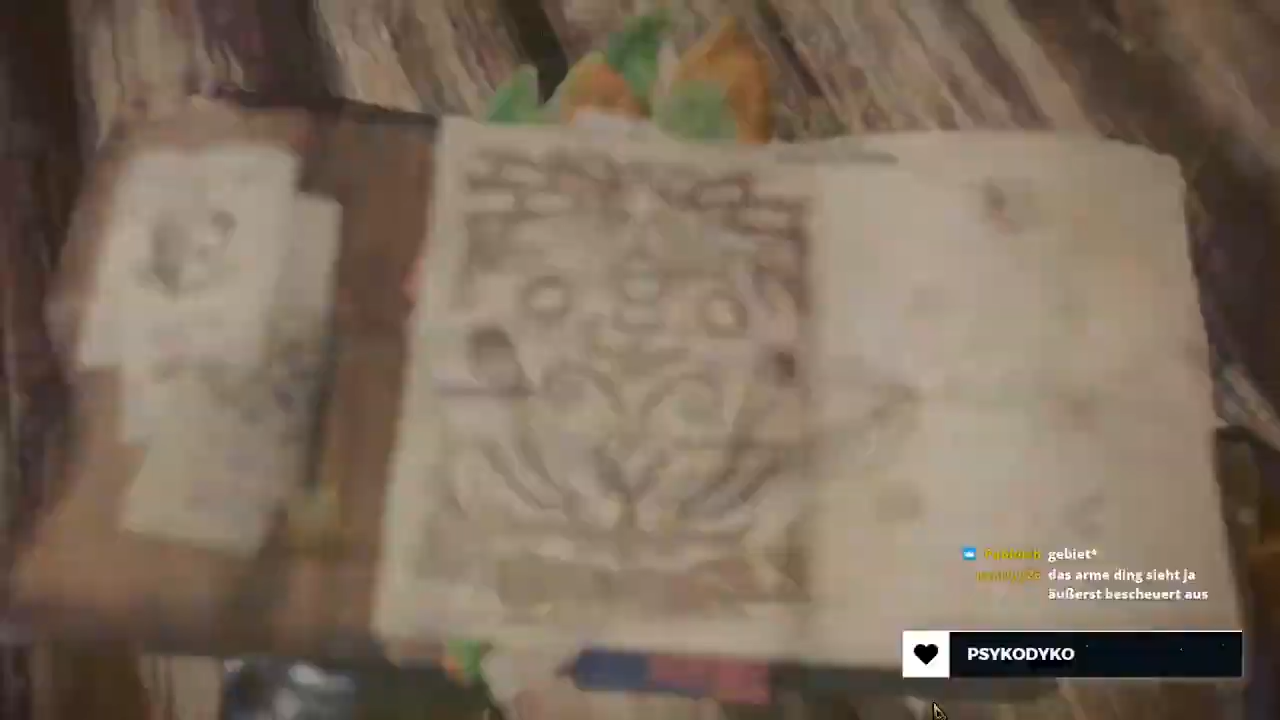 gebiet*
das arme ding sieht ja
äußerst bescheuert aus
PSYKODYKO